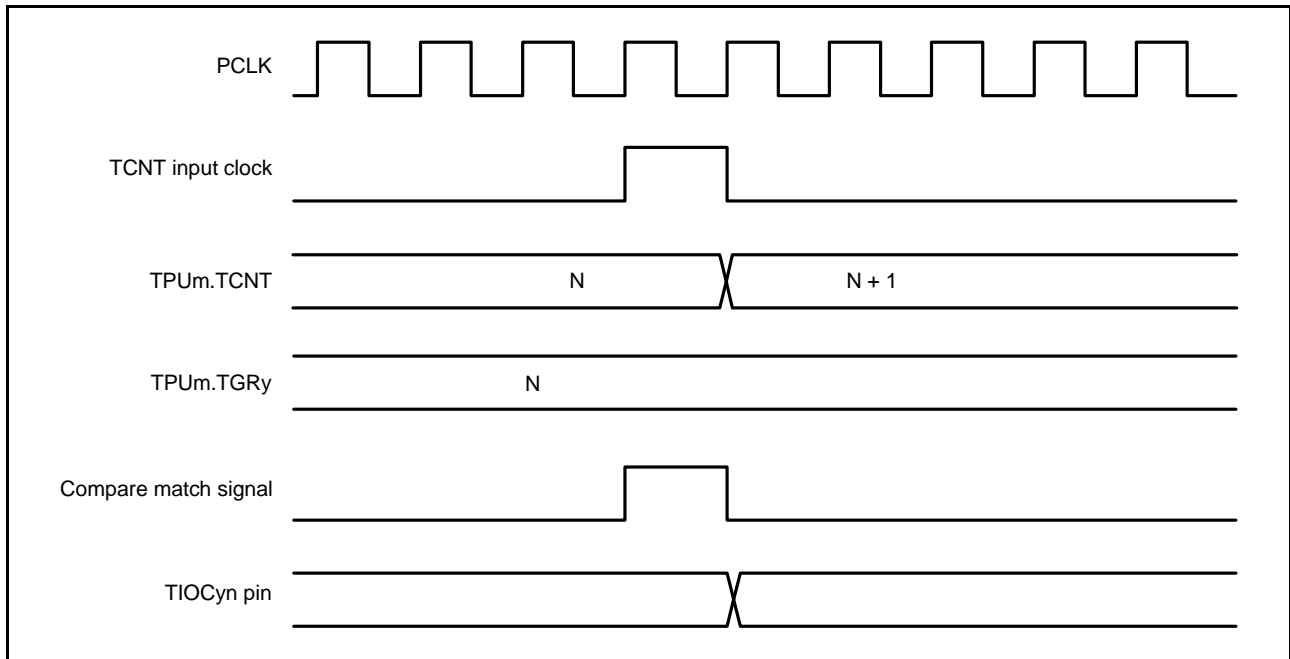 PCLK
TCNT input clock
TPUm.TCNT
N
N + 1
TPUm.TGRy
N
Compare match signal
TIOCyn pin